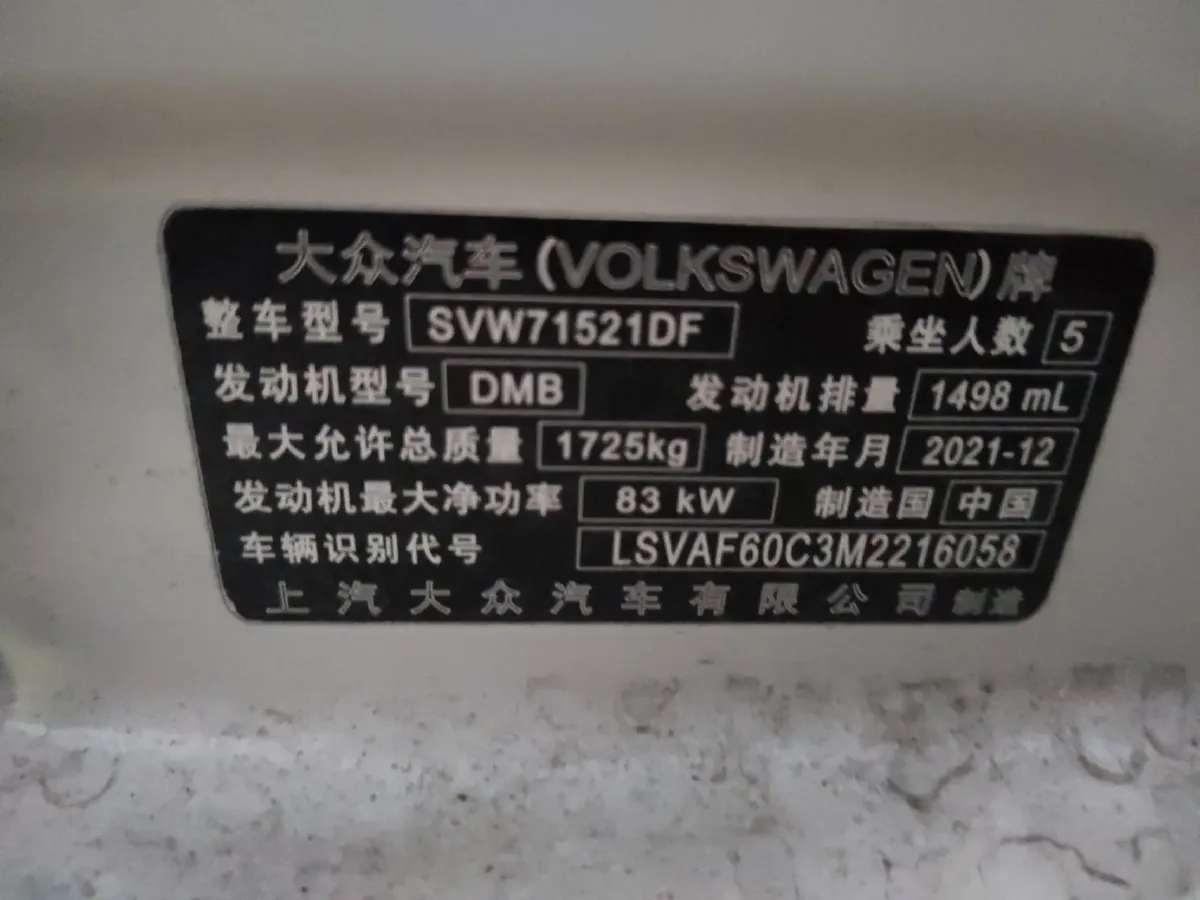 大众汽车(VOLKSWAGEN)牌
整车型号 SVW71521DF 乘坐人数 5
发动机型号 DMB 发动机排量 1498 mL
最大允许总质量 1725kg 制造年月 2021-12
发动机最大净功率 83 kW 制造国 中国
车辆识别代号 LSVAF60C3M2216058
上汽大众汽车有限公司 制造